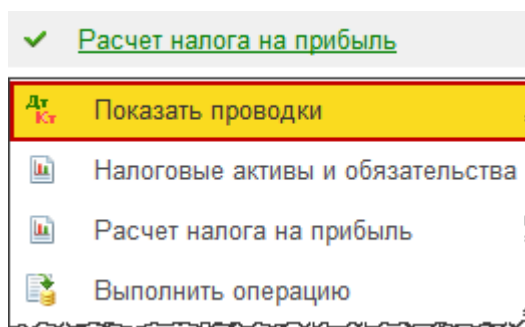 Расчет налога на прибыль
Дт Кт Показать проводки
Налоговые активы и обязательства
Расчет налога на прибыль
Выполнить операцию